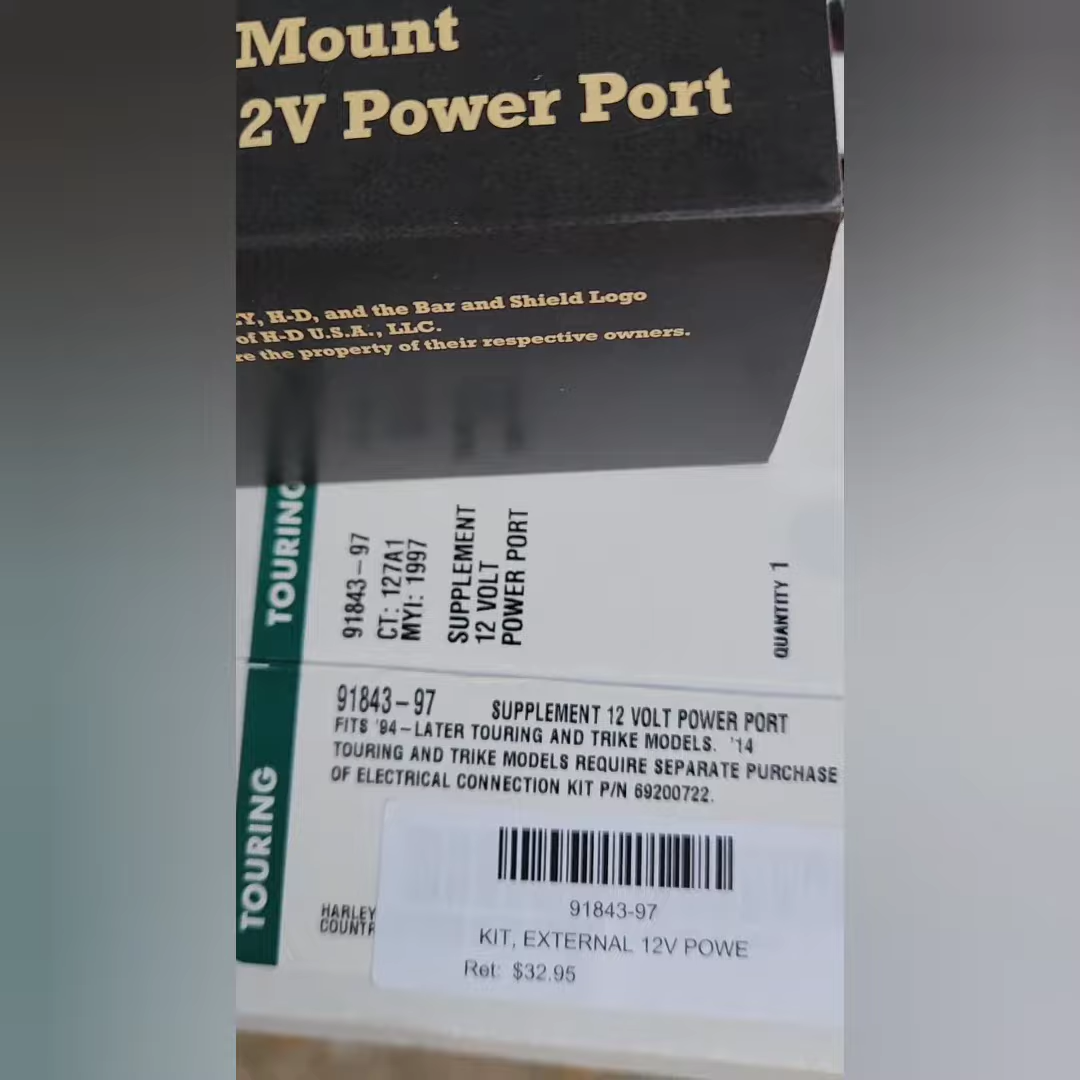 Mount
2V Power Port
Y, H-D, and the Bar and Shield Logo
of H-D U.S.A., LLC.
re the property of their respective owners.
TOURING
91843-97
CT: 127A1
MYI: 1997
SUPPLEMENT
12 VOLT
POWER PORT
QUANTITY 1
TOURING
91843-97 SUPPLEMENT 12 VOLT POWER PORT
FITS '94-LATER TOURING AND TRIKE MODELS. '14
TOURING AND TRIKE MODELS REQUIRE SEPARATE PURCHASE
OF ELECTRICAL CONNECTION KIT P/N 69200722.
HARLEY
COUNTR
91843-97
KIT, EXTERNAL 12V POWE
Ret: $32.95